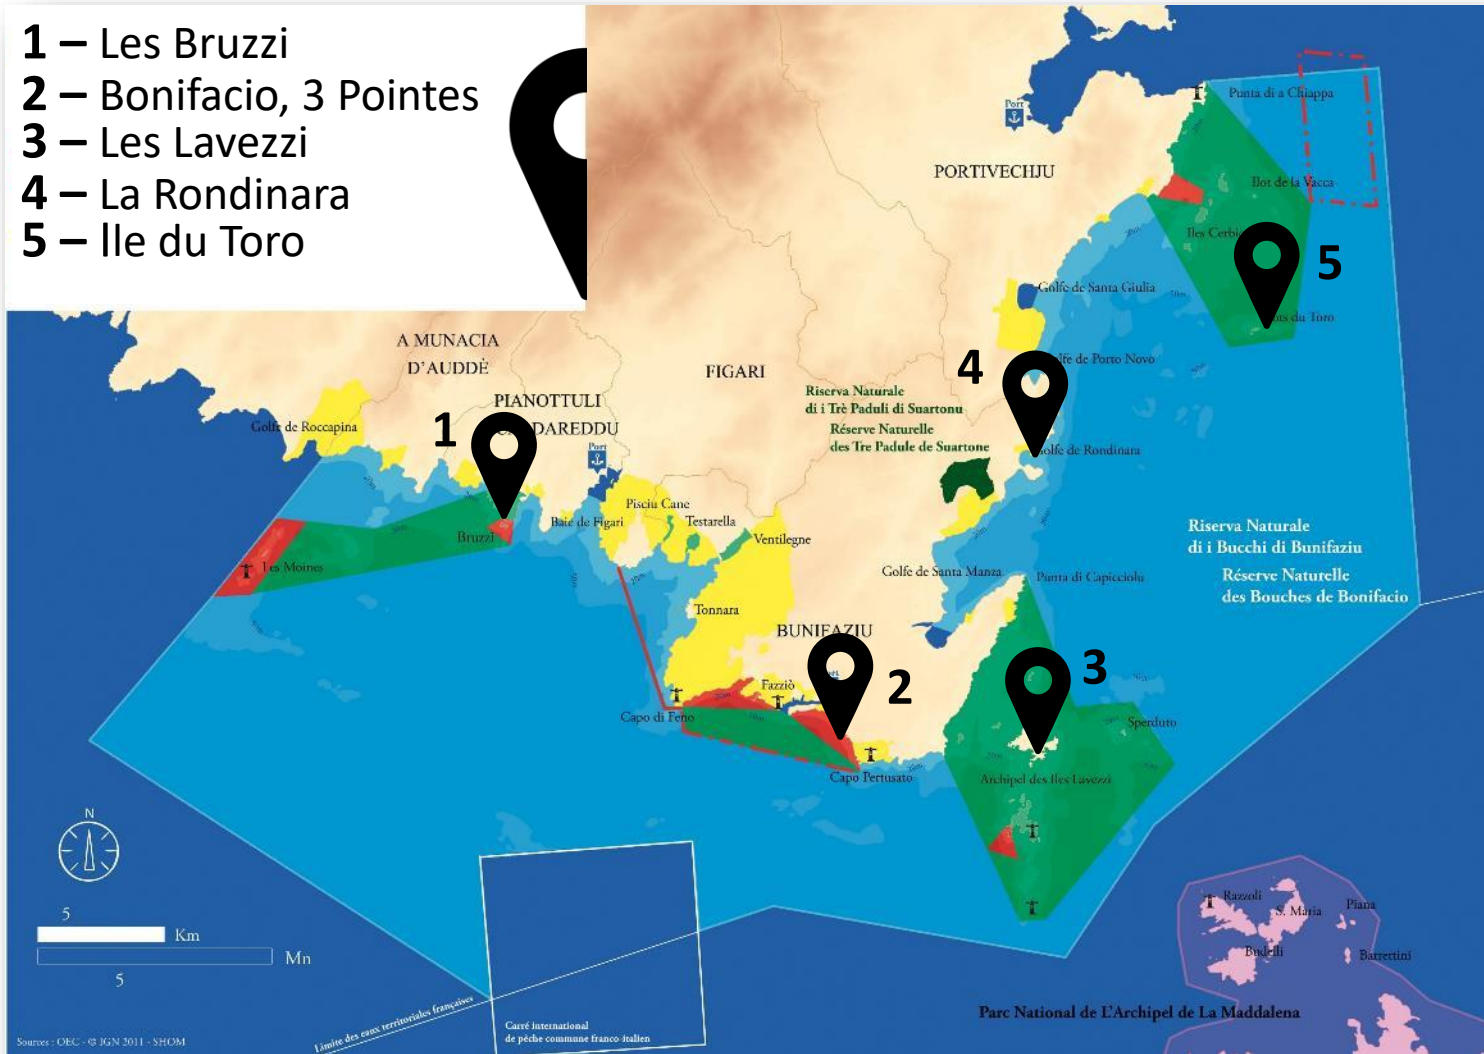 1 – Les Bruzzi
2 – Bonifacio, 3 Pointes
3 – Les Lavezzi
4 – La Rondinara
5 – Ile du Toro
Punta di a Chiappa
Port
PORTIVECHJU
Ilot de la Vacca
Iles Cerbi
5
Golfe de Santa Giulia
du Toro
A MUNACIA
D'AUDDÈ
FIGARI
4
de Porto Novo
Riserva Naturale
di i Trè Paduli di Suartonu
Réserve Naturelle
des Tre Padule de Suartone
PIANOTTULI
DAREDDU
1
Golfe de Roccapina
Port
Golfe de Rondinara
Pisciu Cane
Baie de Figari
Testarella
Bruzzi
Ventilegne
Riserva Naturale
di i Bucchi di Bunifaziu
Réserve Naturelle
des Bouches de Bonifacio
Les Moines
Golfe de Santa Manza
Punta di Capicciolu
Tonnara
BUNIFAZIU
3
2
Fazziò
Capo di Feno
Sperduto
Capo Pertusato
Archipel des Iles Lavezzi
N
5
Km
Mn
5
Razzoli
S. Maria
Piana
Budelli
Barrettini
Parc National de L'Archipel de La Maddalena
Limite des eaux territoriales françaises
Carré international
de pêche commune franco-italien
Sources : OEC - © IGN 2011 - SHOM